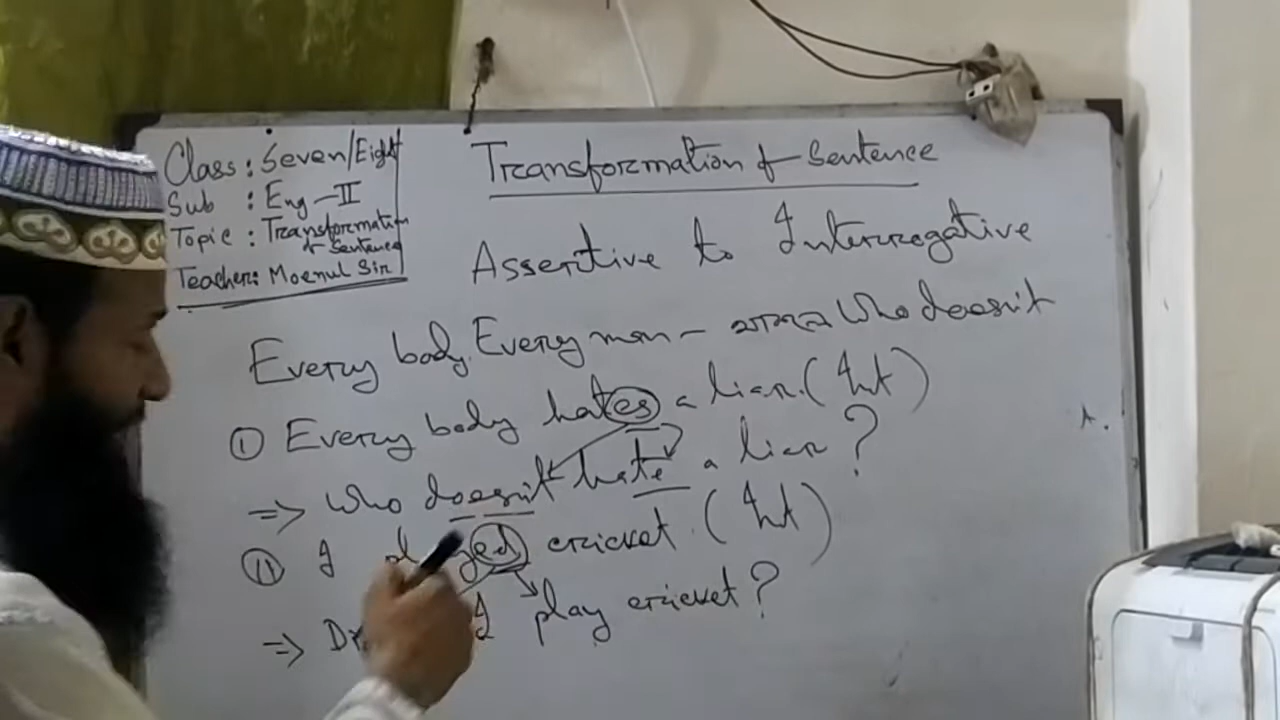 Class : Seven/Eight
Sub : Eng-II
Topic : Transformation of Sentence
Teacher: Moenul Sir
Transformation of Sentence
Assertive to Interrogative
Every body. Every man – বদলে Who doesn't
① Every body hates a liar. (Int)
=> Who doesn't hate a liar?
② I played cricket. (Int)
=> I play cricket?